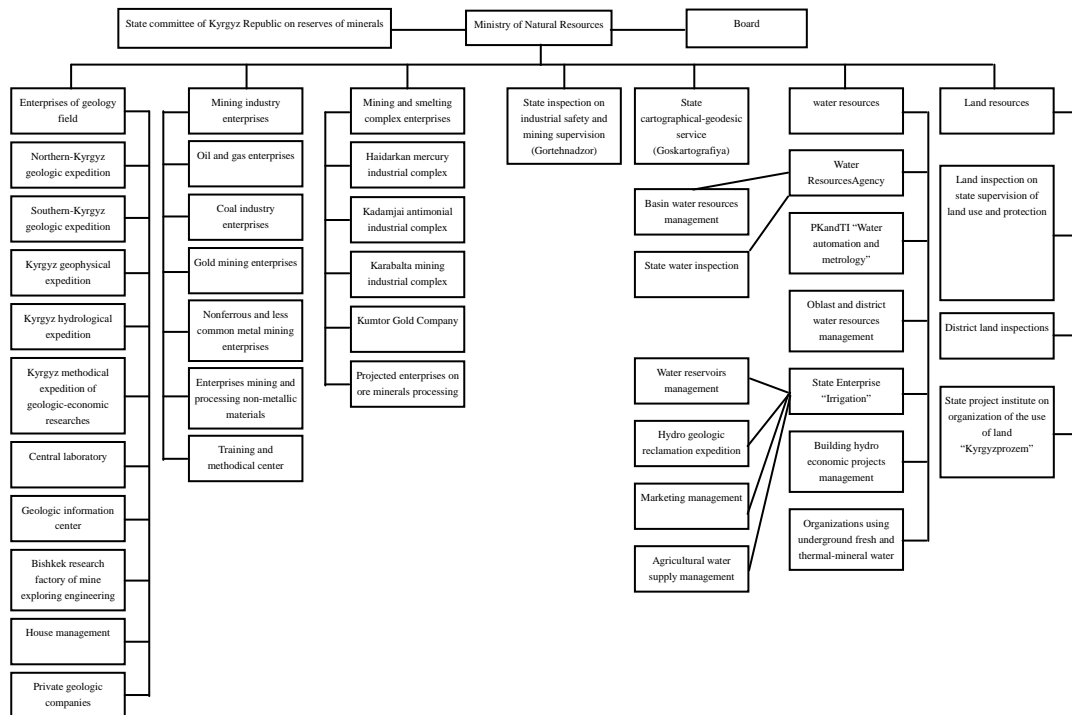 State committee of Kyrgyz Republic on reserves of minerals
Ministry of Natural Resources
Board
Enterprises of geology
field
Northern-Kyrgyz
geologic expedition
Southern-Kyrgyz
geologic expedition
Kyrgyz geophysical
expedition
Kyrgyz hydrological
expedition
Kyrgyz methodical
expedition of
geologic-economic
researches
Central laboratory
Geologic information
center
Bishkek research
factory of mine
exploring engineering
House management
Private geologic
companies
Mining industry
enterprises
Oil and gas enterprises
Coal industry
enterprises
Gold mining enterprises
Nonferrous and less
common metal mining
enterprises
Enterprises mining and
processing non-metallic
materials
Training and
methodical center
Mining and smelting
complex enterprises
Haidarkan mercury
industrial complex
Kadamjai antimonial
industrial complex
Karabalta mining
industrial complex
Kumtor Gold Company
Projected enterprises on
ore minerals processing
State inspection on
industrial safety and
mining supervision
(Gortehnadzor)
State
cartographical-geodesic
service
(Goskartografiya)
Basin water resources
management
State water inspection
Water reservoirs
management
Hydro geologic
reclamation expedition
Marketing management
Agricultural water
supply management
water resources
Water
ResourcesAgency
PKandTI “Water
automation and
metrology”
Oblast and district
water resources
management
State Enterprise
“Irrigation”
Building hydro
economic projects
management
Organizations using
underground fresh and
thermal-mineral water
Land resources
Land inspection on
state supervision of
land use and protection
District land inspections
State project institute on
organization of the use
of land
“Kyrgyzprozem”